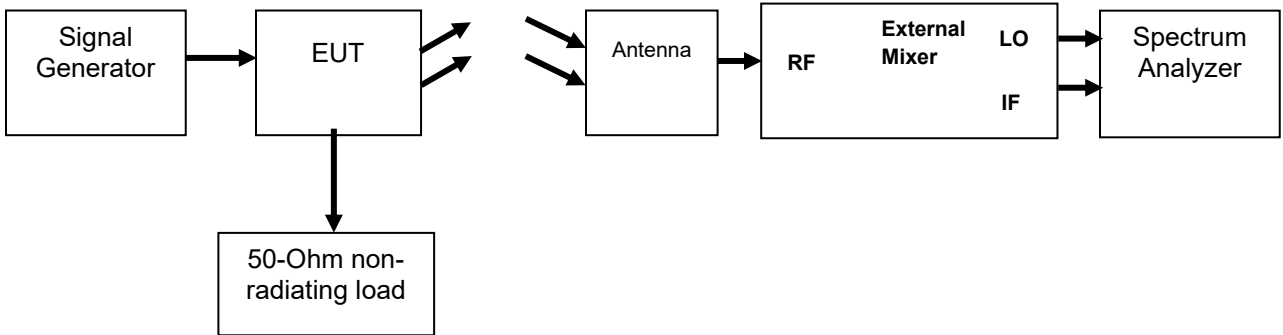 Signal
Generator
EUT
Antenna
RF
External
Mixer
LO
IF
Spectrum
Analyzer
50-Ohm non-
radiating load